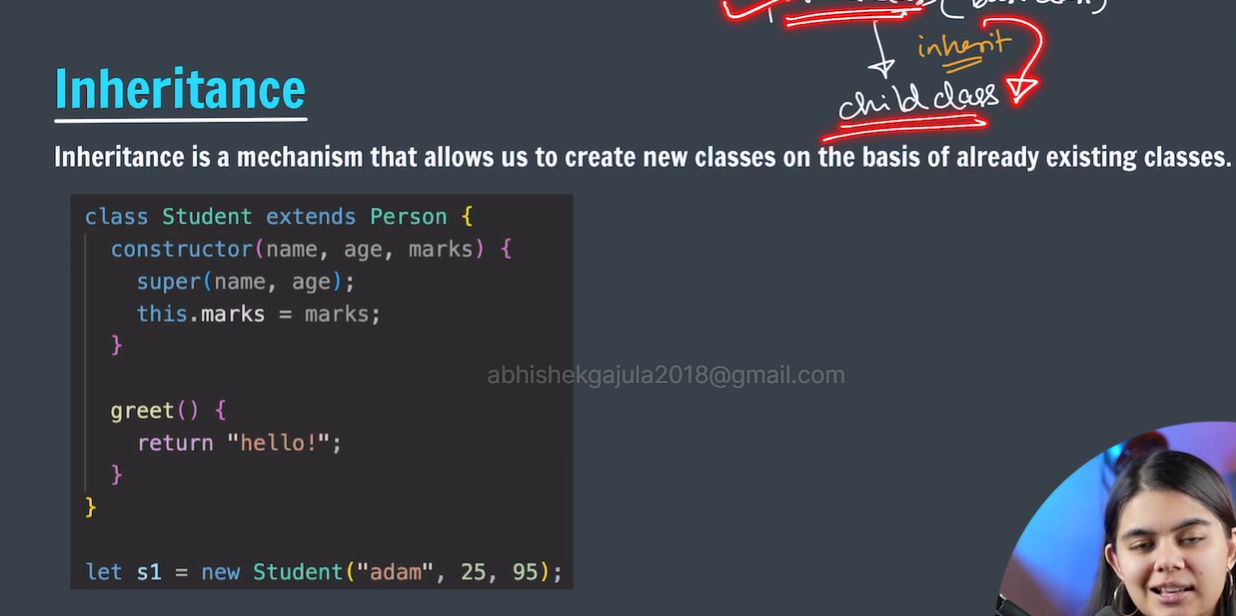 inherit
child class
Inheritance
Inheritance is a mechanism that allows us to create new classes on the basis of already existing classes.
class Student extends Person {
  constructor(name, age, marks) {
    super(name, age);
    this.marks = marks;
  }

  greet() {
    return "hello!";
  }
}

let s1 = new Student("adam", 25, 95);
abhishekgajula2018@gmail.com